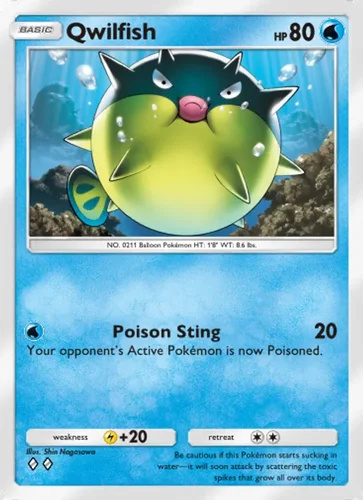 BASIC Qwilfish HP 80
NO. 0211 Balloon Pokémon HT: 1'8" WT: 8.6 lbs.
Poison Sting 20
Your opponent's Active Pokémon is now Poisoned.
weakness +20 retreat
Illus. Shin Nagasawa
Be cautious if this Pokémon starts sucking in
water—it will soon attack by scattering the toxic
spikes that grow all over its body.